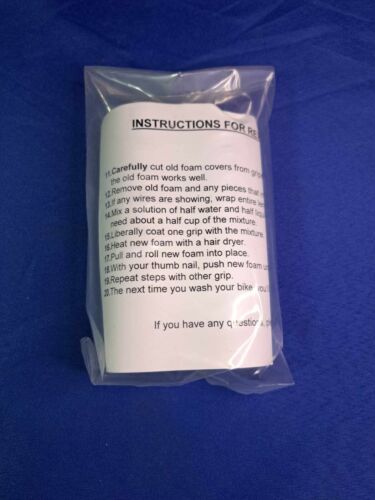 INSTRUCTIONS FOR RE
11.Carefully cut old foam covers from grip
the old foam works well.
12.Remove old foam and any pieces that
13.If any wires are showing, wrap entire
14.Mix a solution of half water and half
need about a half cup of the mixture.
15.Liberally coat one grip with the mixture.
16.Heat new foam with a hair dryer.
17.Pull and roll new foam into place.
18.With your thumb nail, push new foam
19.Repeat steps with other grip.
20.The next time you wash your bike
If you have any questions,